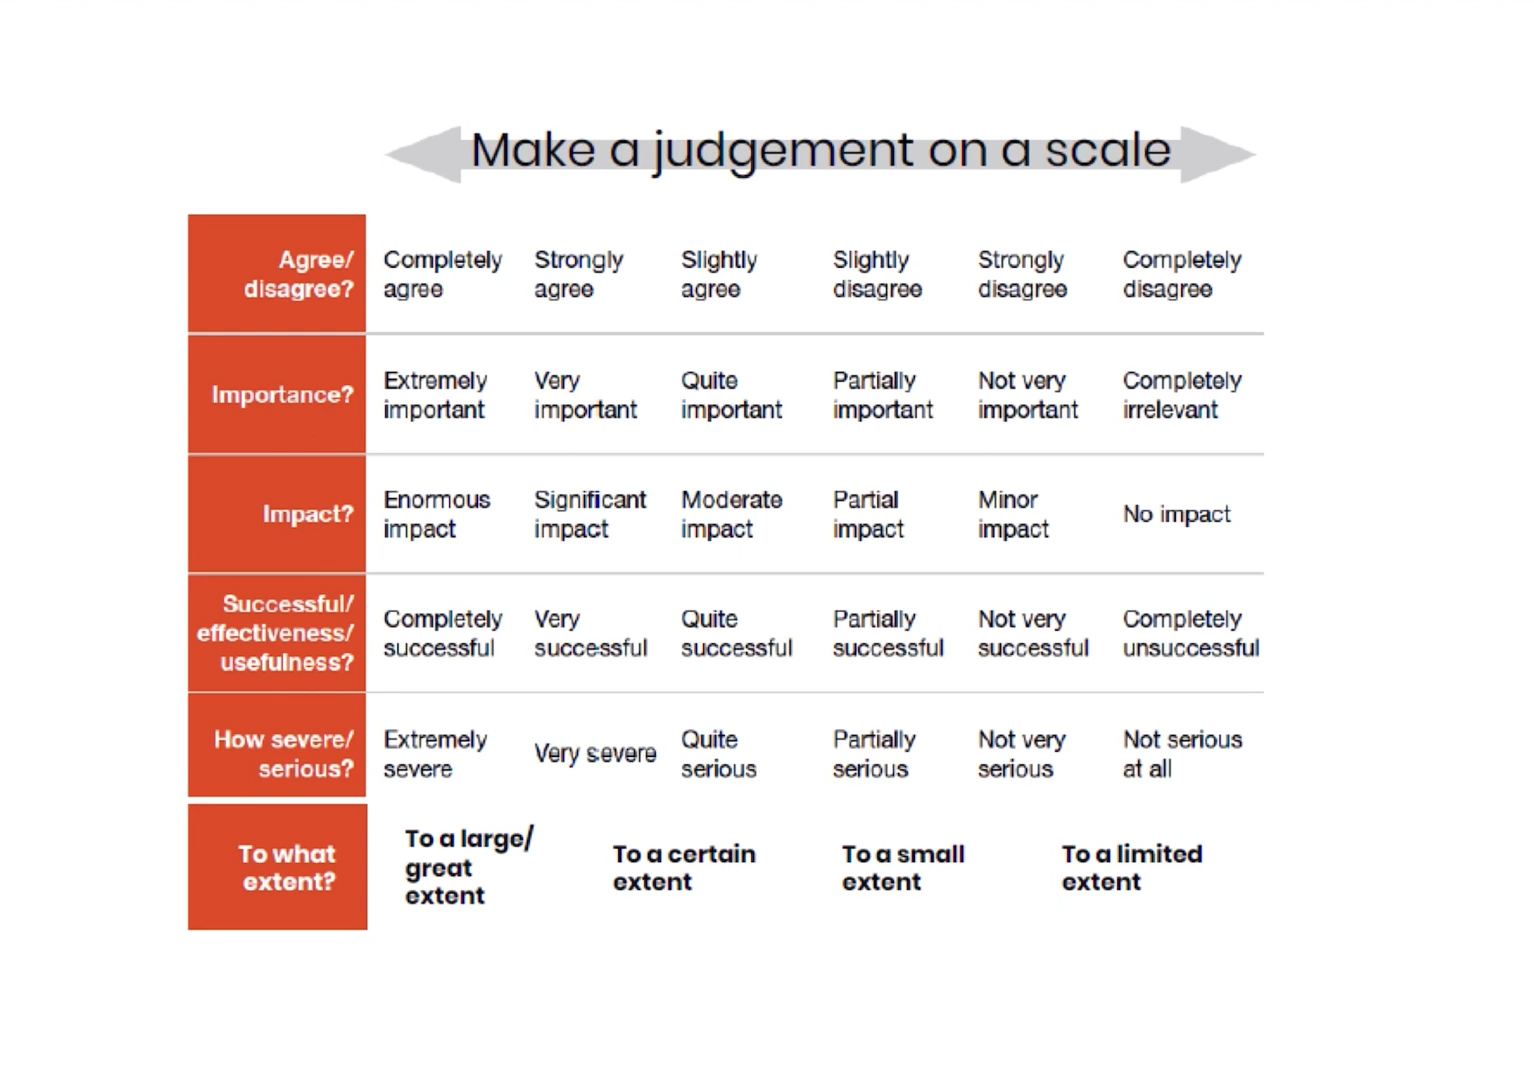 Make a judgement on a scale
Agree/
disagree?
Completely
agree
Strongly
agree
Slightly
agree
Slightly
disagree
Strongly
disagree
Completely
disagree
Importance?
Extremely
important
Very
important
Quite
important
Partially
important
Not very
important
Completely
irrelevant
Impact?
Enormous
impact
Significant
impact
Moderate
impact
Partial
impact
Minor
impact
No impact
Successful/
effectiveness/
usefulness?
Completely
successful
Very
successful
Quite
successful
Partially
successful
Not very
successful
Completely
unsuccessful
How severe/
serious?
Extremely
severe
Very severe
Quite
serious
Partially
serious
Not very
serious
Not serious
at all
To what
extent?
To a large/
great
extent
To a certain
extent
To a small
extent
To a limited
extent